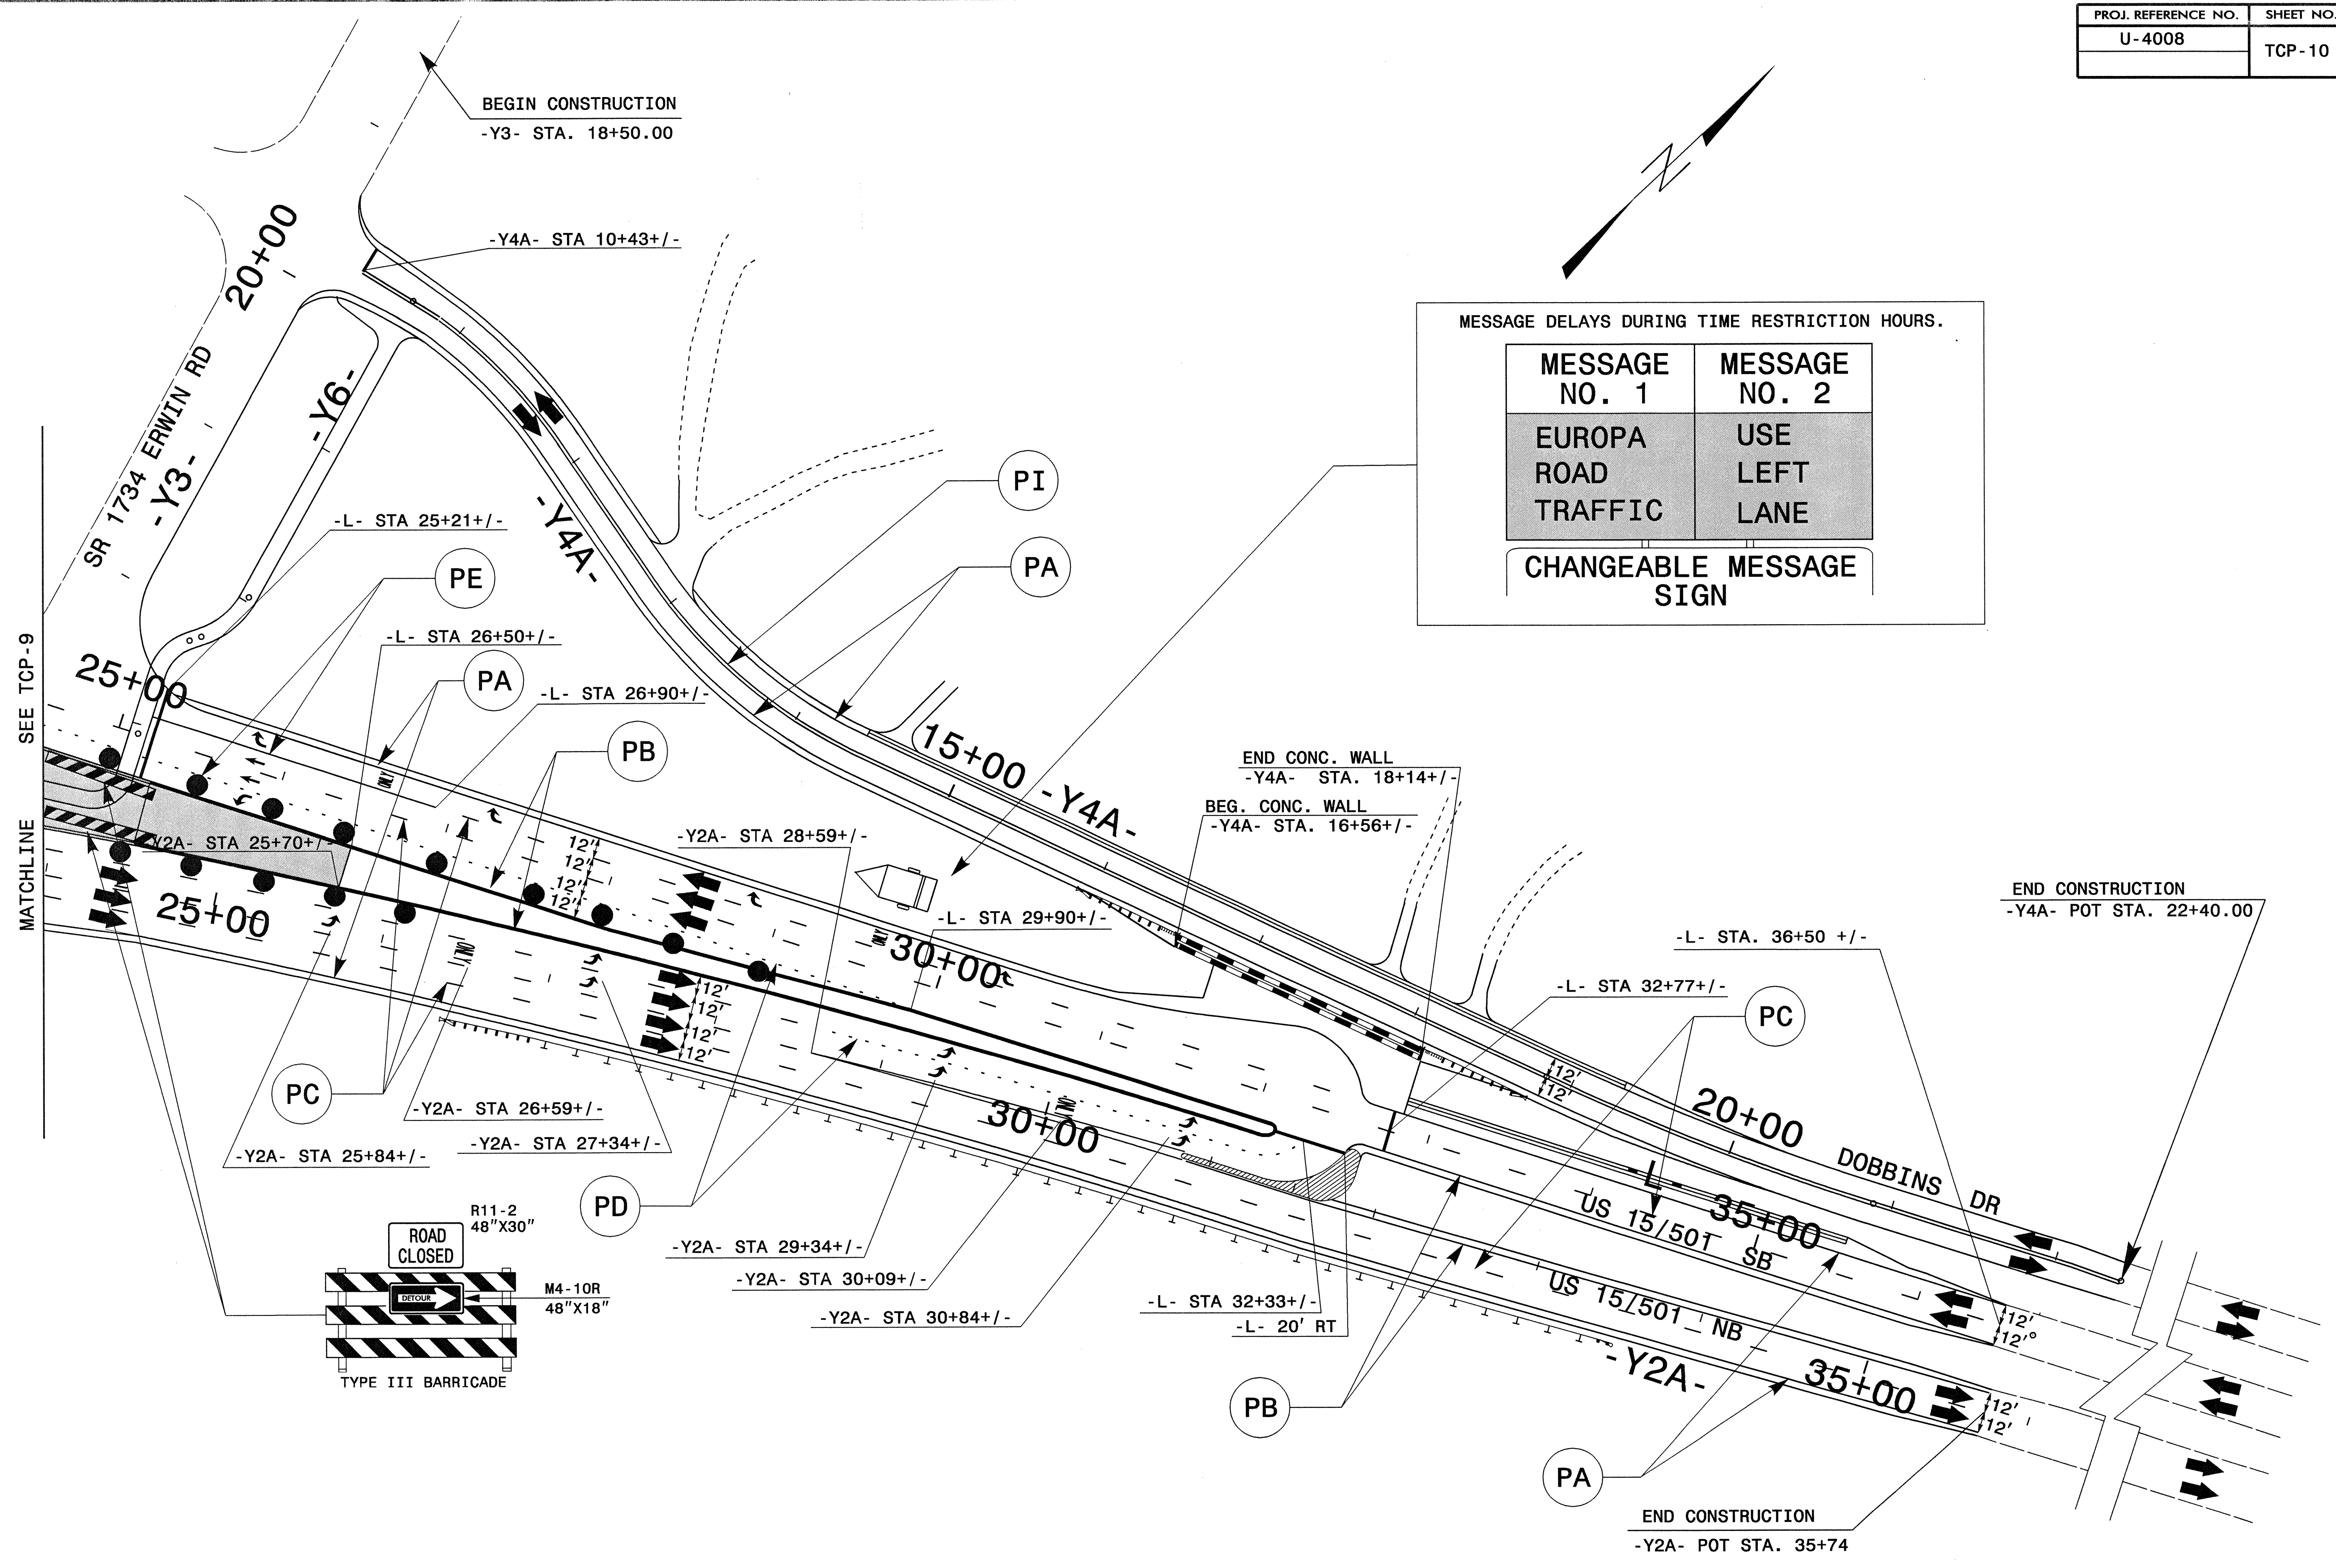 PROJ. REFERENCE NO.
SHEET NO.
U-4008
TCP-10
BEGIN CONSTRUCTION
-Y3- STA. 18+50.00
N
20+00
-Y4A- STA 10+43+/-
MESSAGE DELAYS DURING TIME RESTRICTION HOURS.
MESSAGE NO. 1
MESSAGE NO. 2
EUROPA
ROAD
TRAFFIC
USE
LEFT
LANE
CHANGEABLE MESSAGE
SIGN
SR 1734 ERWIN RD
-Y3-
-Y6-
-Y4A-
PI
PA
-L- STA 25+21+/-
PE
-L- STA 26+50+/-
PA
-L- STA 26+90+/-
PB
MATCHLINE SEE TCP-9
25+00
L
ONLY
15+00 -Y4A-
END CONC. WALL
-Y4A- STA. 18+14+/-
BEG. CONC. WALL
-Y4A- STA. 16+56+/-
-Y2A- STA 25+70+/-
-Y2A- STA 28+59+/-
12'
12'
12'
12'
25+00
ONLY
-L- STA 29+90+/-
ONLY
30+00
END CONSTRUCTION
-Y4A- POT STA. 22+40.00
-L- STA. 36+50 +/-
-L- STA 32+77+/-
PC
12'
12'
12'
12'
12'
12'
PC
-Y2A- STA 26+59+/-
-Y2A- STA 27+34+/-
-Y2A- STA 25+84+/-
ONLY
30+00
20+00
DOBBINS DR
-L-
35+00
US 15/501 SB
PD
R11-2
48"X30"
ROAD
CLOSED
M4-10R
48"X18"
DETOUR
TYPE III BARRICADE
-Y2A- STA 29+34+/-
-Y2A- STA 30+09+/-
-Y2A- STA 30+84+/-
-L- STA 32+33+/-
-L- 20' RT
US 15/501 NB
12'
12'
-Y2A-
35+00
12'
12'
PB
PA
END CONSTRUCTION
-Y2A- POT STA. 35+74